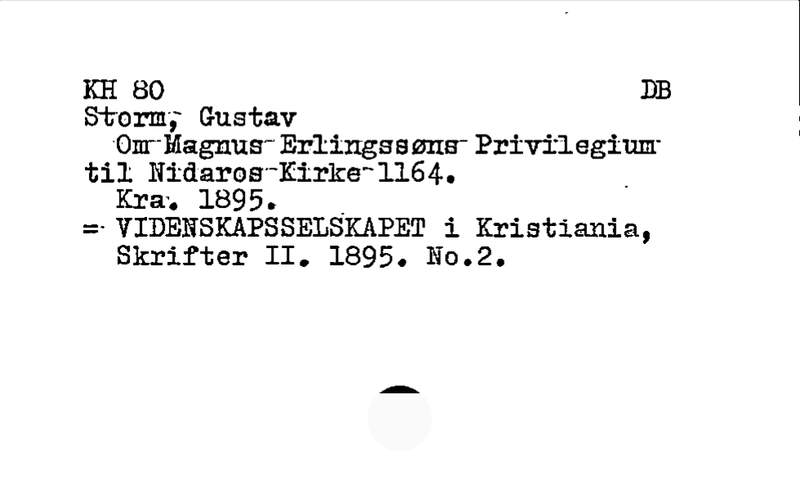 KH 80 DB
Storm, Gustav
Om Magnus Erlingssøns Privilegium
til Nidaros Kirke 1164.
Kra. 1895.
= VIDENSKAPSSELSKAPET i Kristiania,
Skrifter II. 1895. No.2.